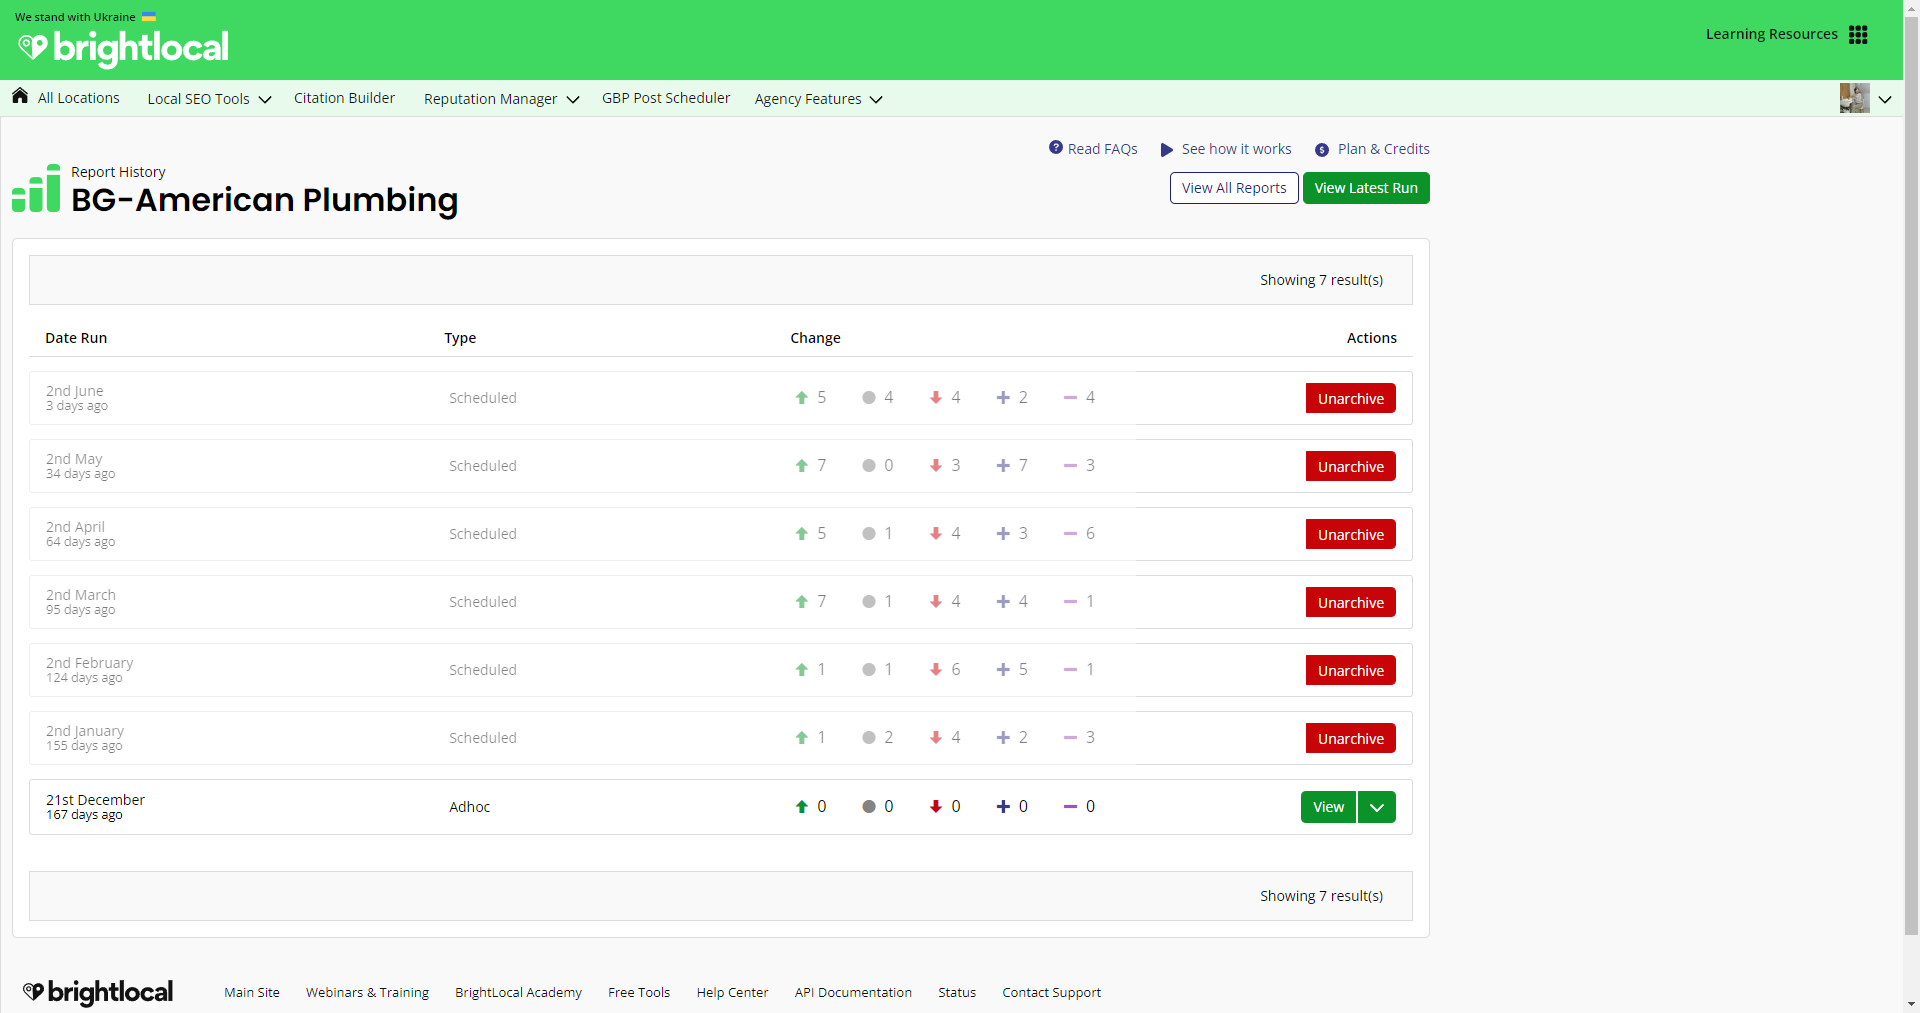 We stand with Ukraine
brightlocal
Learning Resources
All Locations Local SEO Tools Citation Builder Reputation Manager GBP Post Scheduler Agency Features
Read FAQs See how it works Plan & Credits
Report History
BG-American Plumbing
View All Reports View Latest Run
Showing 7 result(s)
Date Run Type Change Actions
2nd June
3 days ago
Scheduled 5 4 4 2 4 Unarchive
2nd May
34 days ago
Scheduled 7 0 3 7 3 Unarchive
2nd April
64 days ago
Scheduled 5 1 4 3 6 Unarchive
2nd March
95 days ago
Scheduled 7 1 4 4 1 Unarchive
2nd February
124 days ago
Scheduled 1 1 6 5 1 Unarchive
2nd January
155 days ago
Scheduled 1 2 4 2 3 Unarchive
21st December
167 days ago
Adhoc 0 0 0 0 0 View
Showing 7 result(s)
brightlocal Main Site Webinars & Training BrightLocal Academy Free Tools Help Center API Documentation Status Contact Support